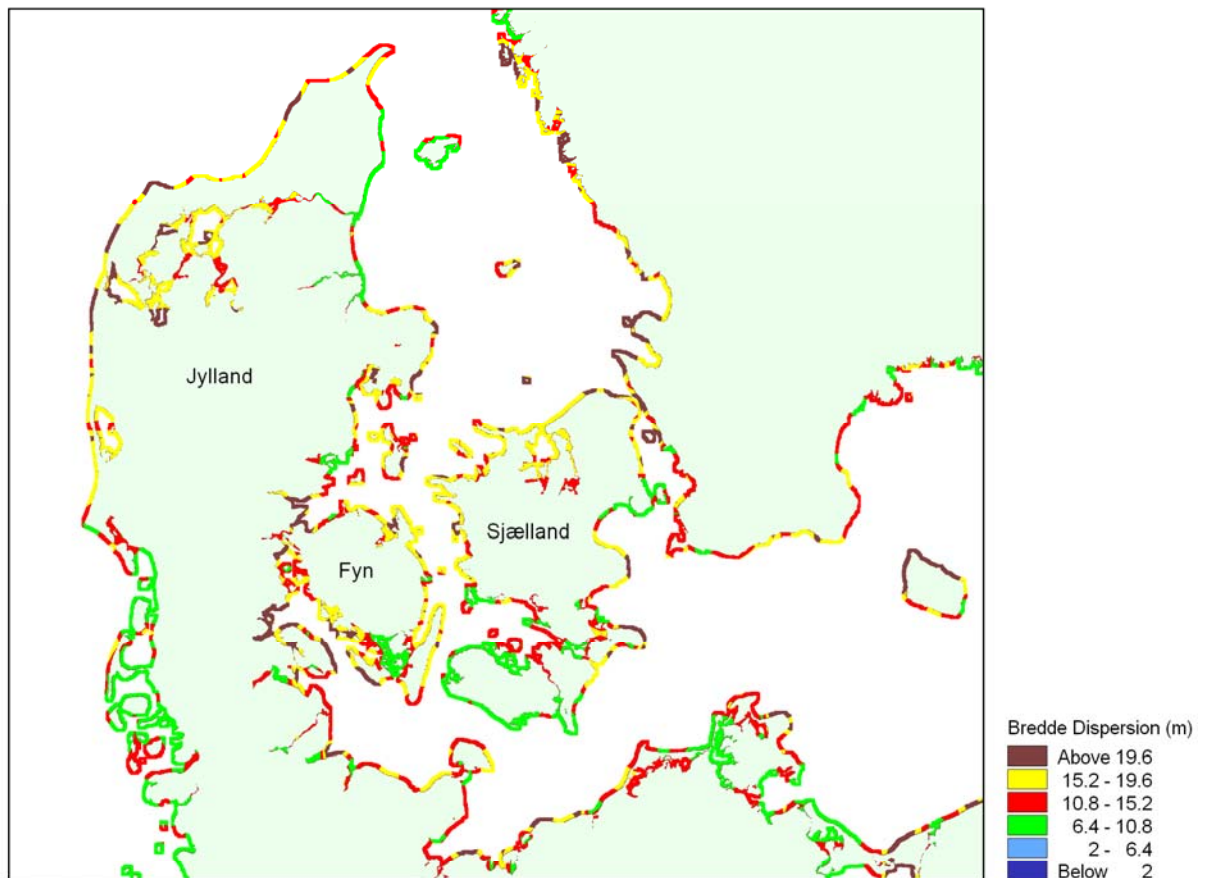 Jylland
Sjælland
Fyn
Bredde Dispersion (m)
Above 19.6
15.2 - 19.6
10.8 - 15.2
6.4 - 10.8
2 - 6.4
Below 2